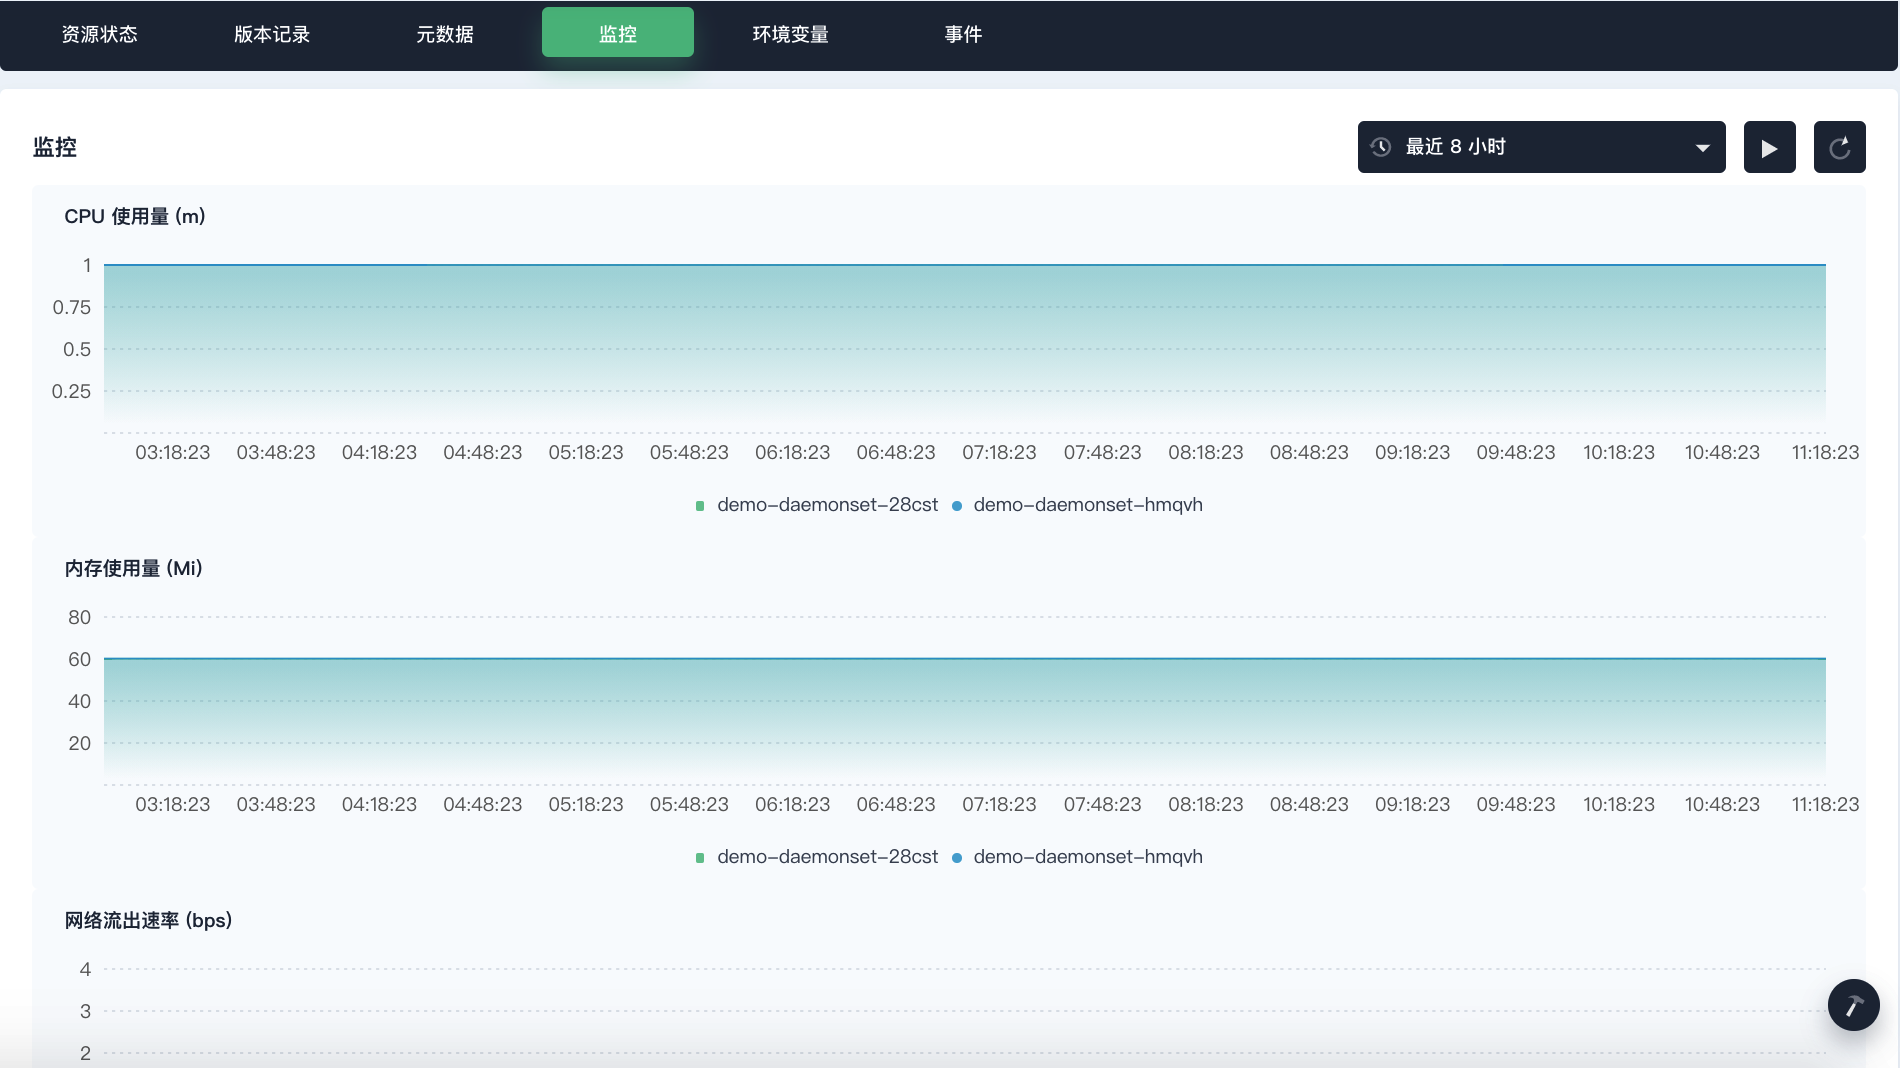 资源状态 版本记录 元数据 监控 环境变量 事件
监控
最近 8 小时
CPU 使用量 (m)
1
0.75
0.5
0.25
03:18:23 03:48:23 04:18:23 04:48:23 05:18:23 05:48:23 06:18:23 06:48:23 07:18:23 07:48:23 08:18:23 08:48:23 09:18:23 09:48:23 10:18:23 10:48:23 11:18:23
demo-daemonset-28cst demo-daemonset-hmqvh
内存使用量 (Mi)
80
60
40
20
03:18:23 03:48:23 04:18:23 04:48:23 05:18:23 05:48:23 06:18:23 06:48:23 07:18:23 07:48:23 08:18:23 08:48:23 09:18:23 09:48:23 10:18:23 10:48:23 11:18:23
demo-daemonset-28cst demo-daemonset-hmqvh
网络流出速率 (bps)
4
3
2